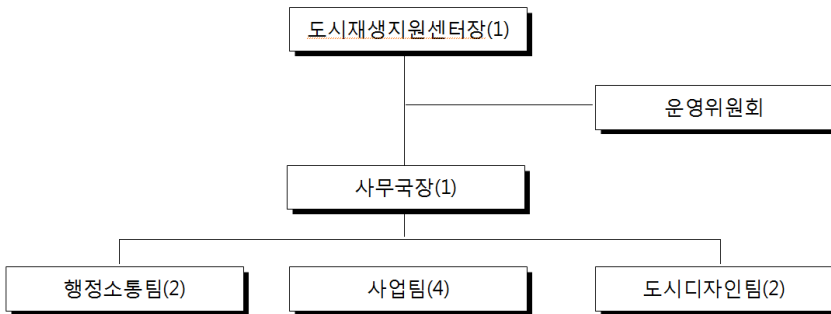 도시재생지원센터장(1)
운영위원회
사무국장(1)
행정소통팀(2)
사업팀(4)
도시디자인팀(2)